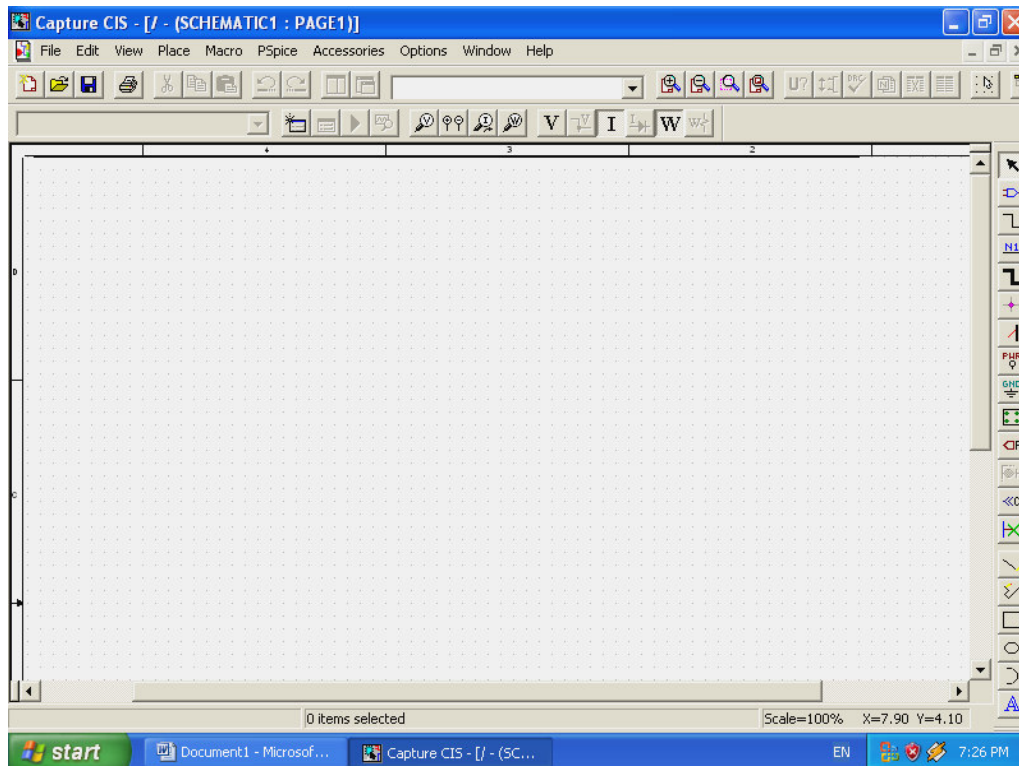 Capture CIS - [/ - (SCHEMATIC1 : PAGE1)]
File Edit View Place Macro PSpice Accessories Options Window Help
U? DRC
V V I I W W
4 3 2
N1
D
PWR
GND
C
0 items selected Scale=100% X=7.90 Y=4.10
A
start Document1 - Microsof... Capture CIS - [/ - (SC... EN 7:26 PM